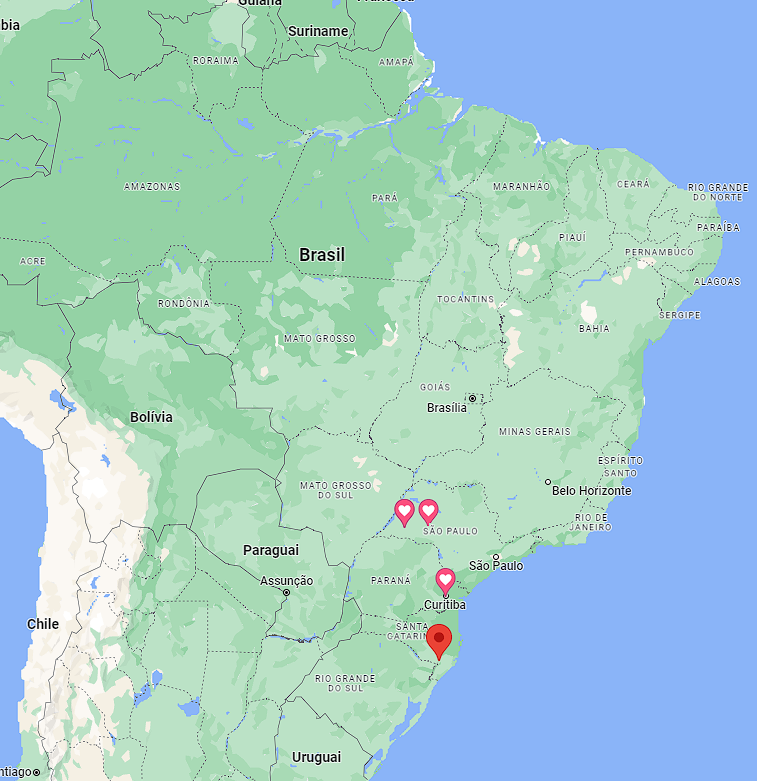 Guiana
Suriname
bia
RORAIMA
AMAPÁ
AMAZONAS
PARÁ
MARANHÃO
CEARÁ
RIO GRANDE
DO NORTE
PARAÍBA
PIAUÍ
PERNAMBUCO
Brasil
ACRE
ALAGOAS
RONDÔNIA
TOCANTINS
SERGIPE
BAHIA
MATO GROSSO
GOIÁS
Brasília
Bolívia
MINAS GERAIS
ESPÍRITO
SANTO
MATO GROSSO
DO SUL
Belo Horizonte
RIO DE
JANEIRO
SÃO PAULO
Paraguai
São Paulo
Assunção
PARANÁ
Curitiba
Chile
SANTA
CATARIN
RIO GRANDE
DO SUL
Uruguai
ntiago